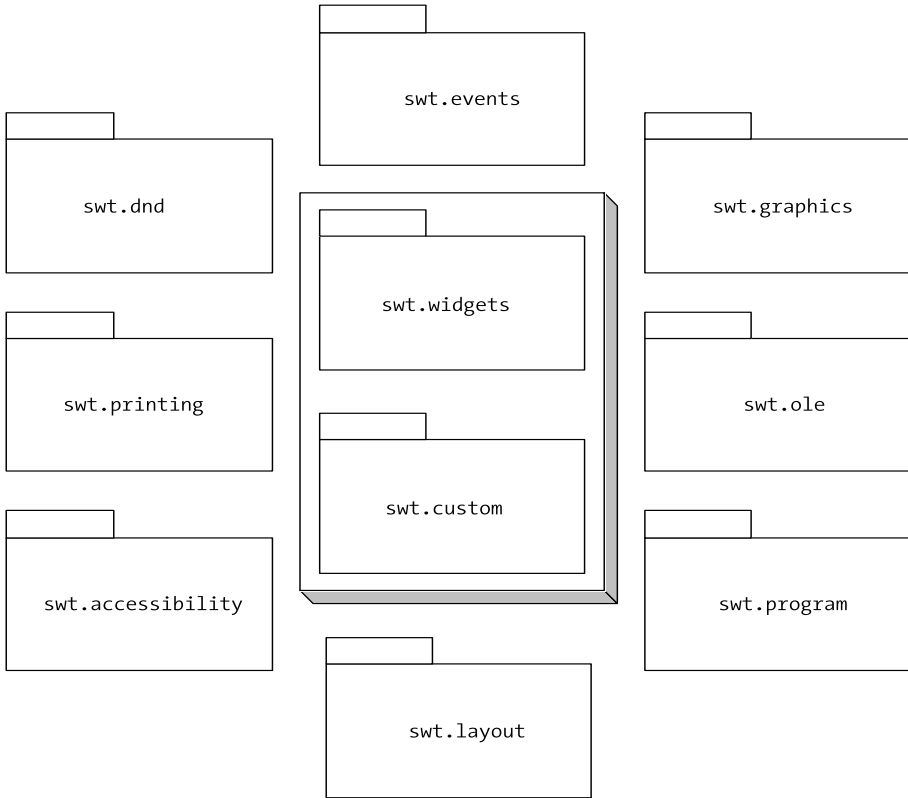 swt.events
swt.dnd
swt.graphics
swt.widgets
swt.printing
swt.ole
swt.custom
swt.accessibility
swt.program
swt.layout